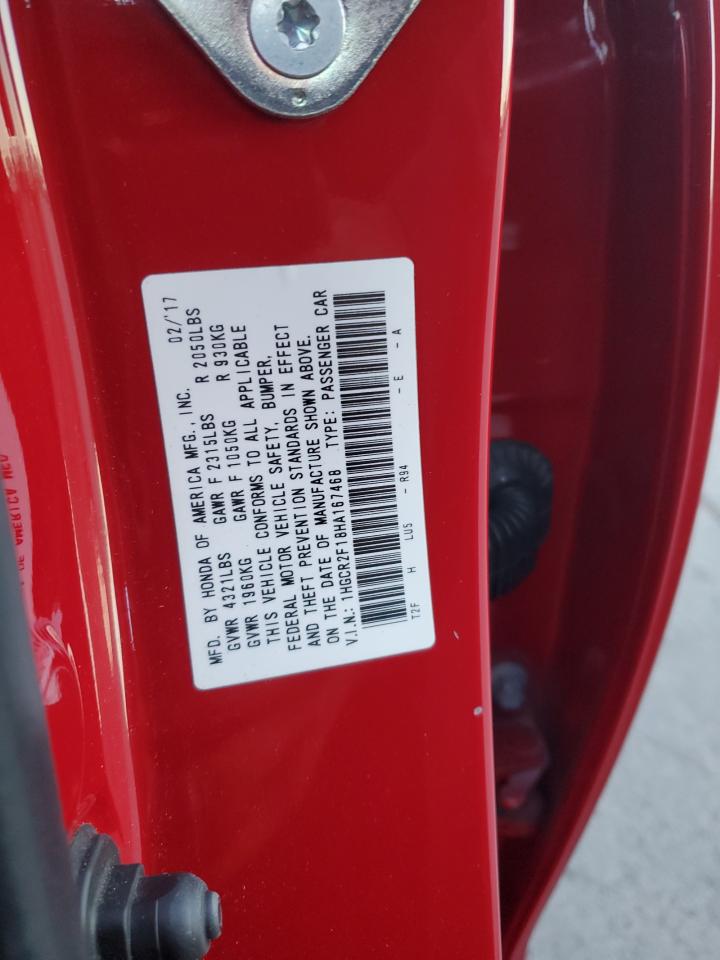 MFD. BY HONDA OF AMERICA MFG., INC. 02/'17
GVWR 4321LBS GAWR F 2315LBS R 2050LBS
GVWR 1960KG GAWR F 1050KG R 930KG
THIS VEHICLE CONFORMS TO ALL APPLICABLE
FEDERAL MOTOR VEHICLE SAFETY, BUMPER,
AND THEFT PREVENTION STANDARDS IN EFFECT
ON THE DATE OF MANUFACTURE SHOWN ABOVE.
V.I.N.: 1HGCR2F18HA167468 TYPE: PASSENGER CAR
T2F H LU5 - R94 - E - A